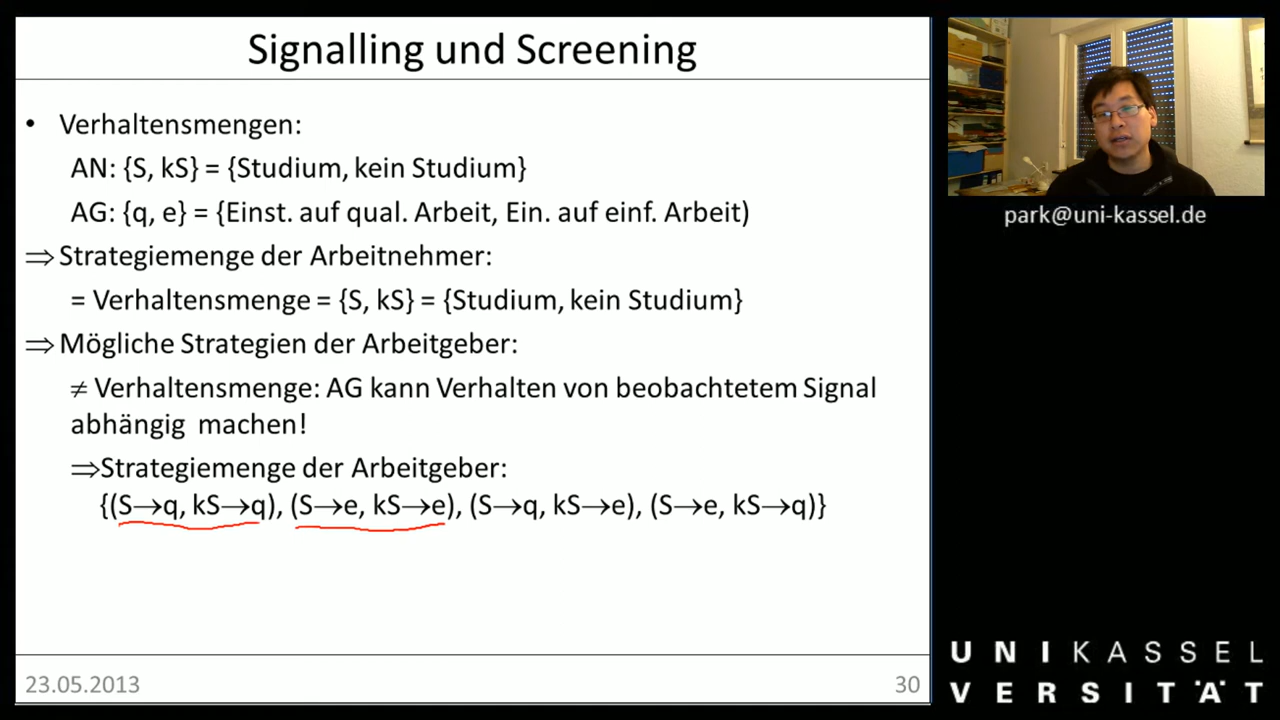 Signalling und Screening
• Verhaltensmengen:
AN: {S, kS} = {Studium, kein Studium}
AG: {q, e} = {Einst. auf qual. Arbeit, Ein. auf einf. Arbeit)
⇒ Strategiemenge der Arbeitnehmer:
= Verhaltensmenge = {S, kS} = {Studium, kein Studium}
⇒ Mögliche Strategien der Arbeitgeber:
≠ Verhaltensmenge: AG kann Verhalten von beobachtetem Signal
abhängig machen!
⇒Strategiemenge der Arbeitgeber:
{(S→q, kS→q), (S→e, kS→e), (S→q, kS→e), (S→e, kS→q)}
23.05.2013
30
park@uni-kassel.de
UNIKASSEL
VERSITÄT